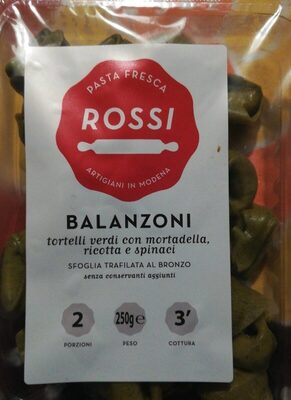 PASTA FRESCA
ROSSI
ARTIGIANI IN MODENA
BALANZONI
tortelli verdi con mortadella,
ricotta e spinaci
SFOGLIA TRAFILATA AL BRONZO
senza conservanti aggiunti
2 250g℮ 3'
PORZIONI PESO COTTURA